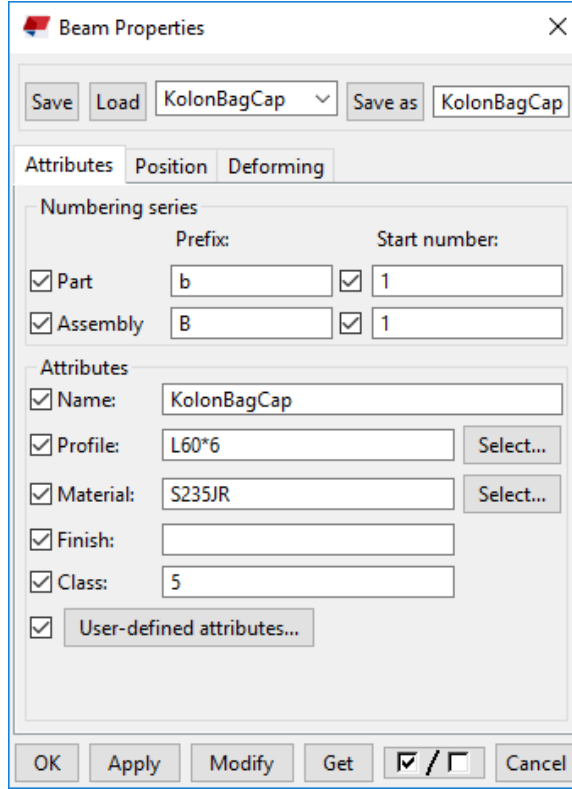 Beam Properties
Save Load KolonBagCap Save as KolonBagCap
Attributes Position Deforming
Numbering series
Prefix: Start number:
Part b 1
Assembly B 1
Attributes
Name: KolonBagCap
Profile: L60*6 Select...
Material: S235JR Select...
Finish:
Class: 5
User-defined attributes...
OK Apply Modify Get / Cancel